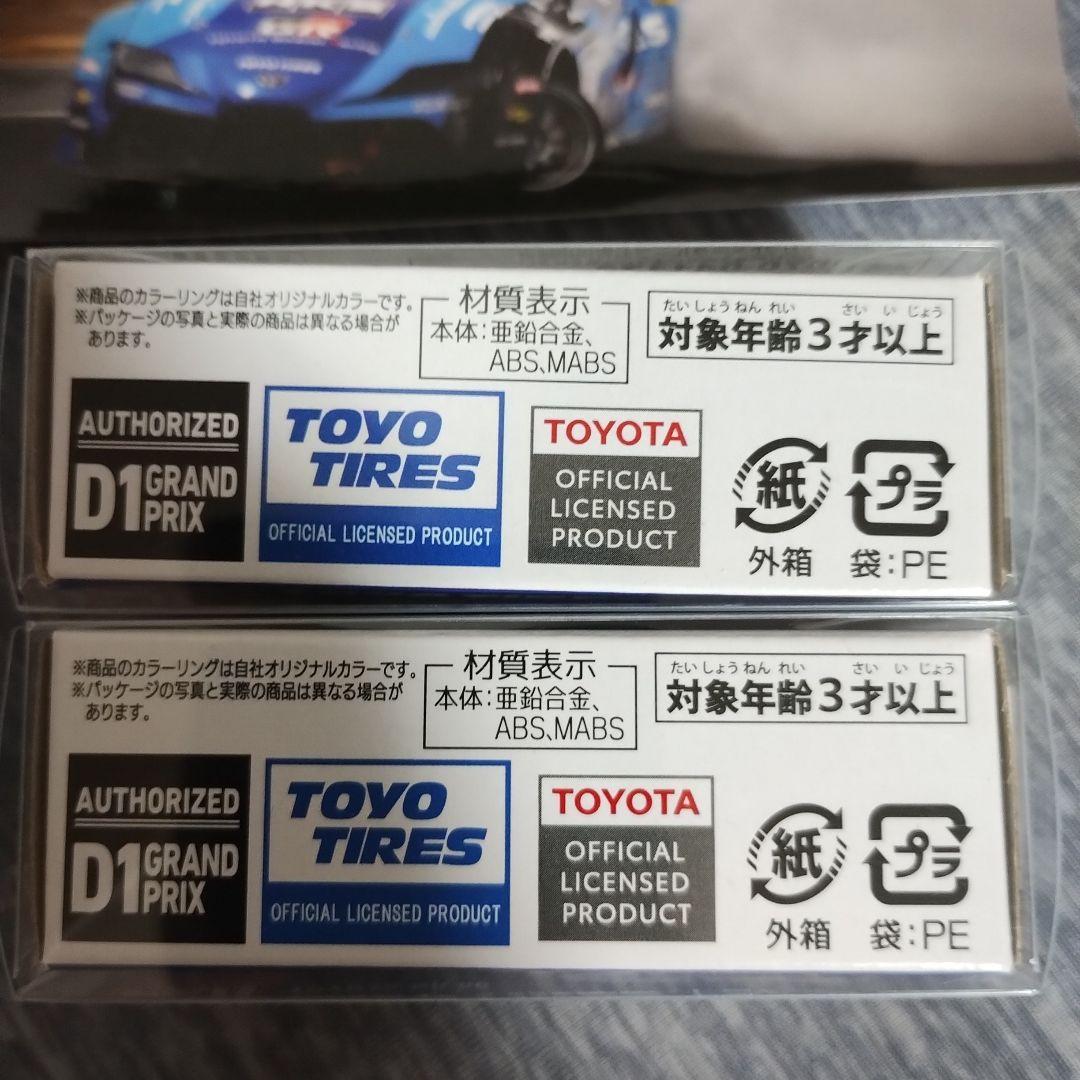 GR
※商品のカラーリングは自社オリジナルカラーです。
※パッケージの写真と実際の商品は異なる場合が
あります。
材質表示
本体:亜鉛合金、
ABS、MABS
たいしょうねんれい さいいじょう
対象年齢3才以上
AUTHORIZED
D1 GRAND
PRIX
TOYO
TIRES
OFFICIAL LICENSED PRODUCT
TOYOTA
OFFICIAL
LICENSED
PRODUCT
紙
外箱
プラ
袋:PE
※商品のカラーリングは自社オリジナルカラーです。
※パッケージの写真と実際の商品は異なる場合が
あります。
材質表示
本体:亜鉛合金、
ABS、MABS
たいしょうねんれい さいいじょう
対象年齢3才以上
AUTHORIZED
D1 GRAND
PRIX
TOYO
TIRES
OFFICIAL LICENSED PRODUCT
TOYOTA
OFFICIAL
LICENSED
PRODUCT
紙
外箱
プラ
袋:PE